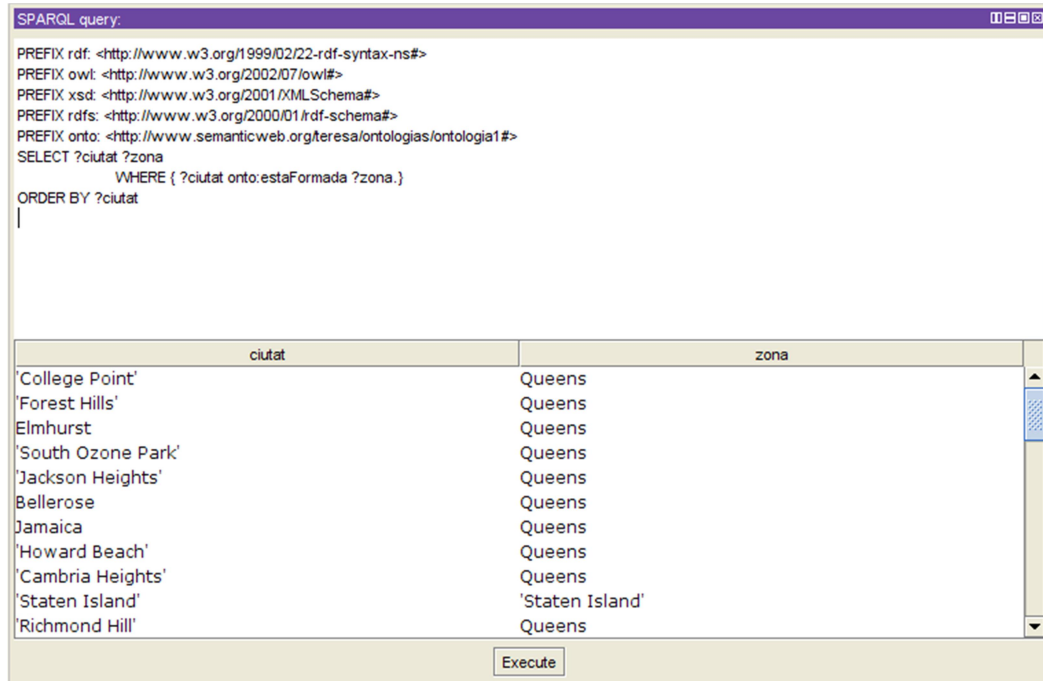 SPARQL query:
PREFIX rdf: <http://www.w3.org/1999/02/22-rdf-syntax-ns#>
PREFIX owl: <http://www.w3.org/2002/07/owl#>
PREFIX xsd: <http://www.w3.org/2001/XMLSchema#>
PREFIX rdfs: <http://www.w3.org/2000/01/rdf-schema#>
PREFIX onto: <http://www.semanticweb.org/teresa/ontologias/ontologia1#>
SELECT ?ciutat ?zona
WHERE { ?ciutat onto:estaFormada ?zona.}
ORDER BY ?ciutat
ciutat zona
'College Point' Queens
'Forest Hills' Queens
Elmhurst Queens
'South Ozone Park' Queens
'Jackson Heights' Queens
Bellerose Queens
Jamaica Queens
'Howard Beach' Queens
'Cambria Heights' Queens
'Staten Island' 'Staten Island'
'Richmond Hill' Queens
Execute